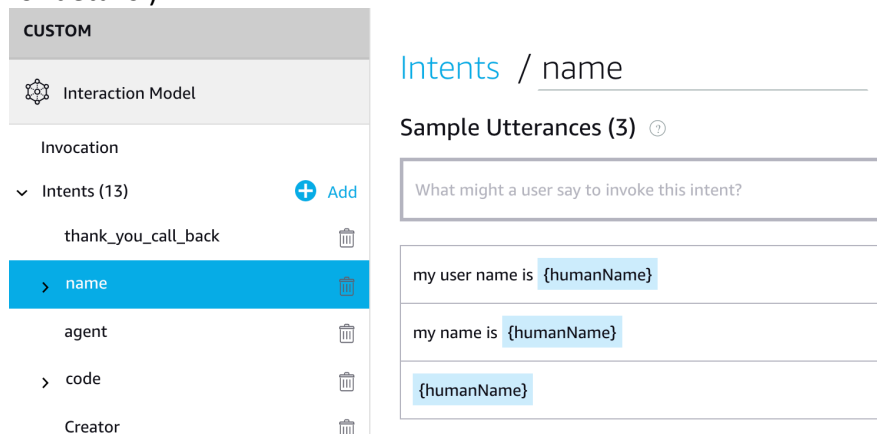 CUSTOM
Interaction Model
Invocation
Intents (13)
Add
thank_you_call_back
name
agent
code
Creator
Intents / name
Sample Utterances (3)
What might a user say to invoke this intent?
my user name is {humanName}
my name is {humanName}
{humanName}